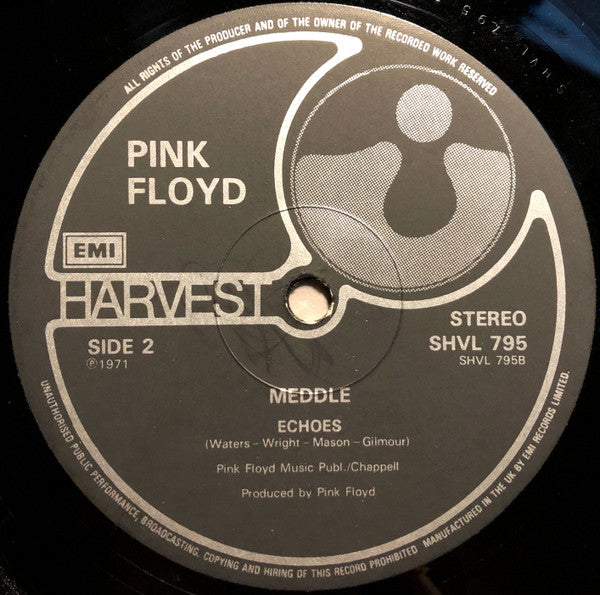 ALL RIGHTS OF THE PRODUCER AND OF THE OWNER OF THE RECORDED WORK RESERVED
PINK
FLOYD
EMI
HARVEST
SIDE 2
℗1971
STEREO
SHVL 795
SHVL 795B
MEDDLE
ECHOES
(Waters – Wright – Mason – Gilmour)
Pink Floyd Music Publ./Chappell
Produced by Pink Floyd
UNAUTHORISED PUBLIC PERFORMANCE, BROADCASTING, COPYING AND HIRING OF THIS RECORD PROHIBITED MANUFACTURED IN THE UK BY EMI RECORDS LIMITED.